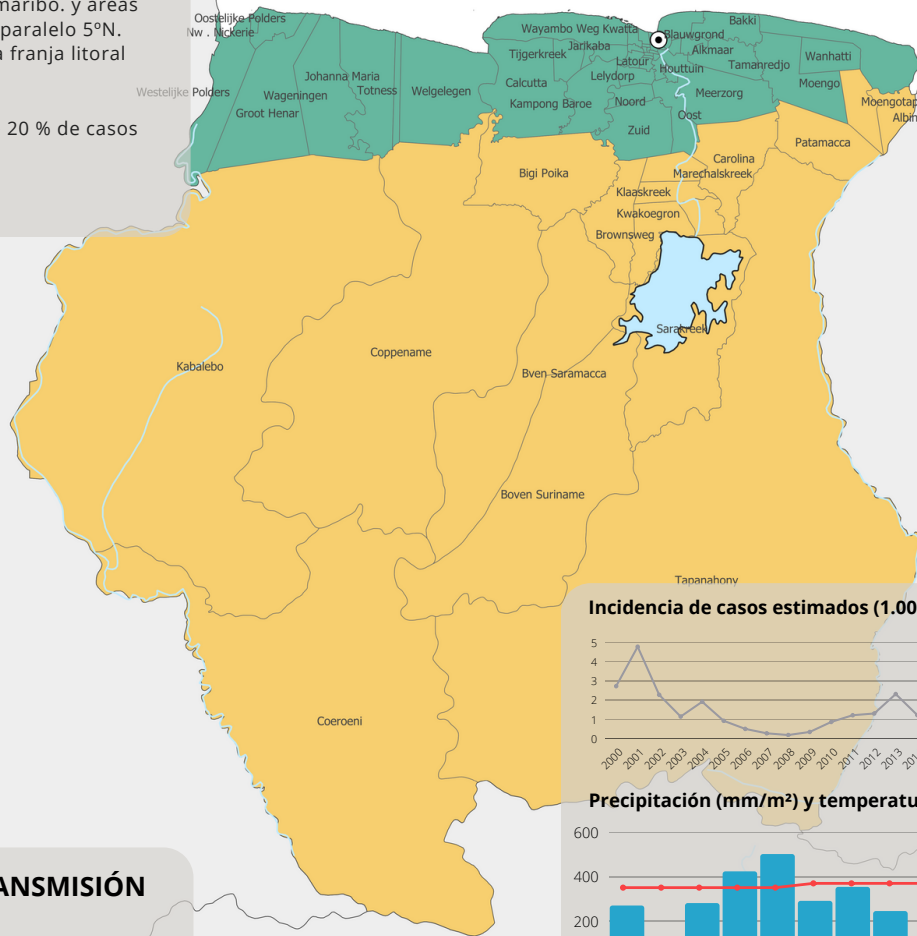 maribo. y áreas
paralelo 5ºN.
franja litoral
20 % de casos
Oostelijke Polders
Nw . Nickerie
Westelijke Polders
Groot Henar
Wageningen
Johanna Maria
Totness
Welgelegen
Wayambo Weg Kwatta
Tijgerkreek
Jarikaba
Calcutta
Kampong Baroe
Latour
Lelydorp
Noord
Zuid
Oost
Houttuin
Blauwgrond
Bakki
Alkmaar
Tamanredjo
Meerzorg
Wanhatti
Moengo
Patamacca
Bigi Poika
Carolina
Marechalskreek
Klaaskreek
Kwakoegron
Brownsweg
Sarakreek
Kabalebo
Coppename
Bven Saramacca
Boven Suriname
Tapanahony
Coeroeni
Incidencia de casos estimados (1.00
5
4
3
2
1
0
2000 2001 2002 2003 2004 2005 2006 2007 2008 2009 2010 2011 2012 2013
Precipitación (mm/m²) y temperatu
600
400
200
ANSMISIÓN